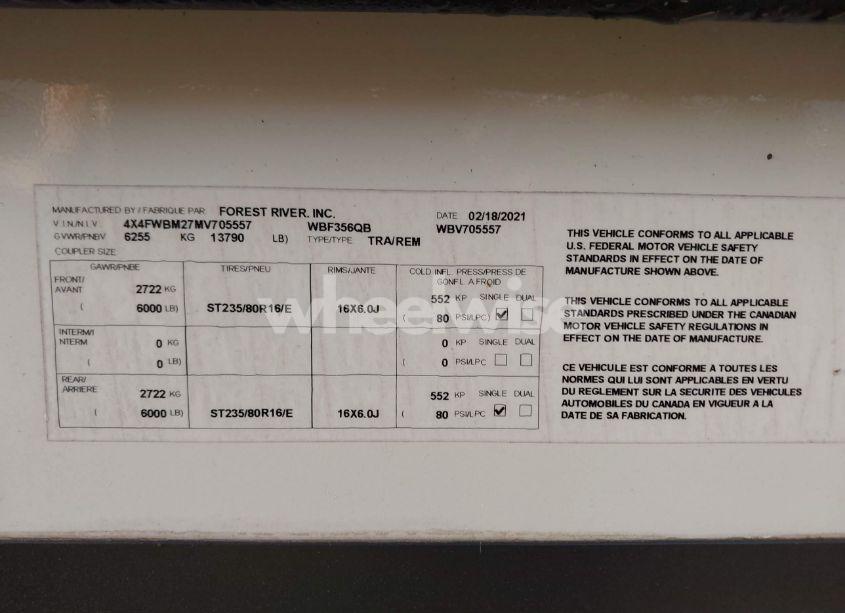 MANUFACTURED BY / FABRIQUE PAR FOREST RIVER. INC. DATE 02/18/2021
V.I.N./N.I.V. 4X4FWBM27MV705557 WBF356QB WBV705557
GVWR/PNBV 6255 KG 13790 LB) TYPE/TYPE TRA/REM
COUPLER SIZE
GAWR/PNBE TIRES/PNEU RIMS/JANTE COLD INFL. PRESS/PRESS DE GONFL. A FROID
FRONT/ AVANT 2722 KG 552 KP SINGLE DUAL
( 6000 LB) ST235/80R16/E 16X6.0J ( 80 PSI/LPC)
INTERM/I NTERM 0 KG 0 KP SINGLE DUAL
( 0 LB) ( 0 PSI/LPC
REAR/ ARRIERE 2722 KG 552 KP SINGLE DUAL
( 6000 LB) ST235/80R16/E 16X6.0J ( 80 PSI/LPC
THIS VEHICLE CONFORMS TO ALL APPLICABLE
U.S. FEDERAL MOTOR VEHICLE SAFETY
STANDARDS IN EFFECT ON THE DATE OF
MANUFACTURE SHOWN ABOVE.
THIS VEHICLE CONFORMS TO ALL APPLICABLE
STANDARDS PRESCRIBED UNDER THE CANADIAN
MOTOR VEHICLE SAFETY REGULATIONS IN
EFFECT ON THE DATE OF MANUFACTURE.
CE VEHICULE EST CONFORME A TOUTES LES
NORMES QUI LUI SONT APPLICABLES EN VERTU
DU REGLEMENT SUR LA SECURITE DES VEHICULES
AUTOMOBILES DU CANADA EN VIGUEUR A LA
DATE DE SA FABRICATION.
wheelwise